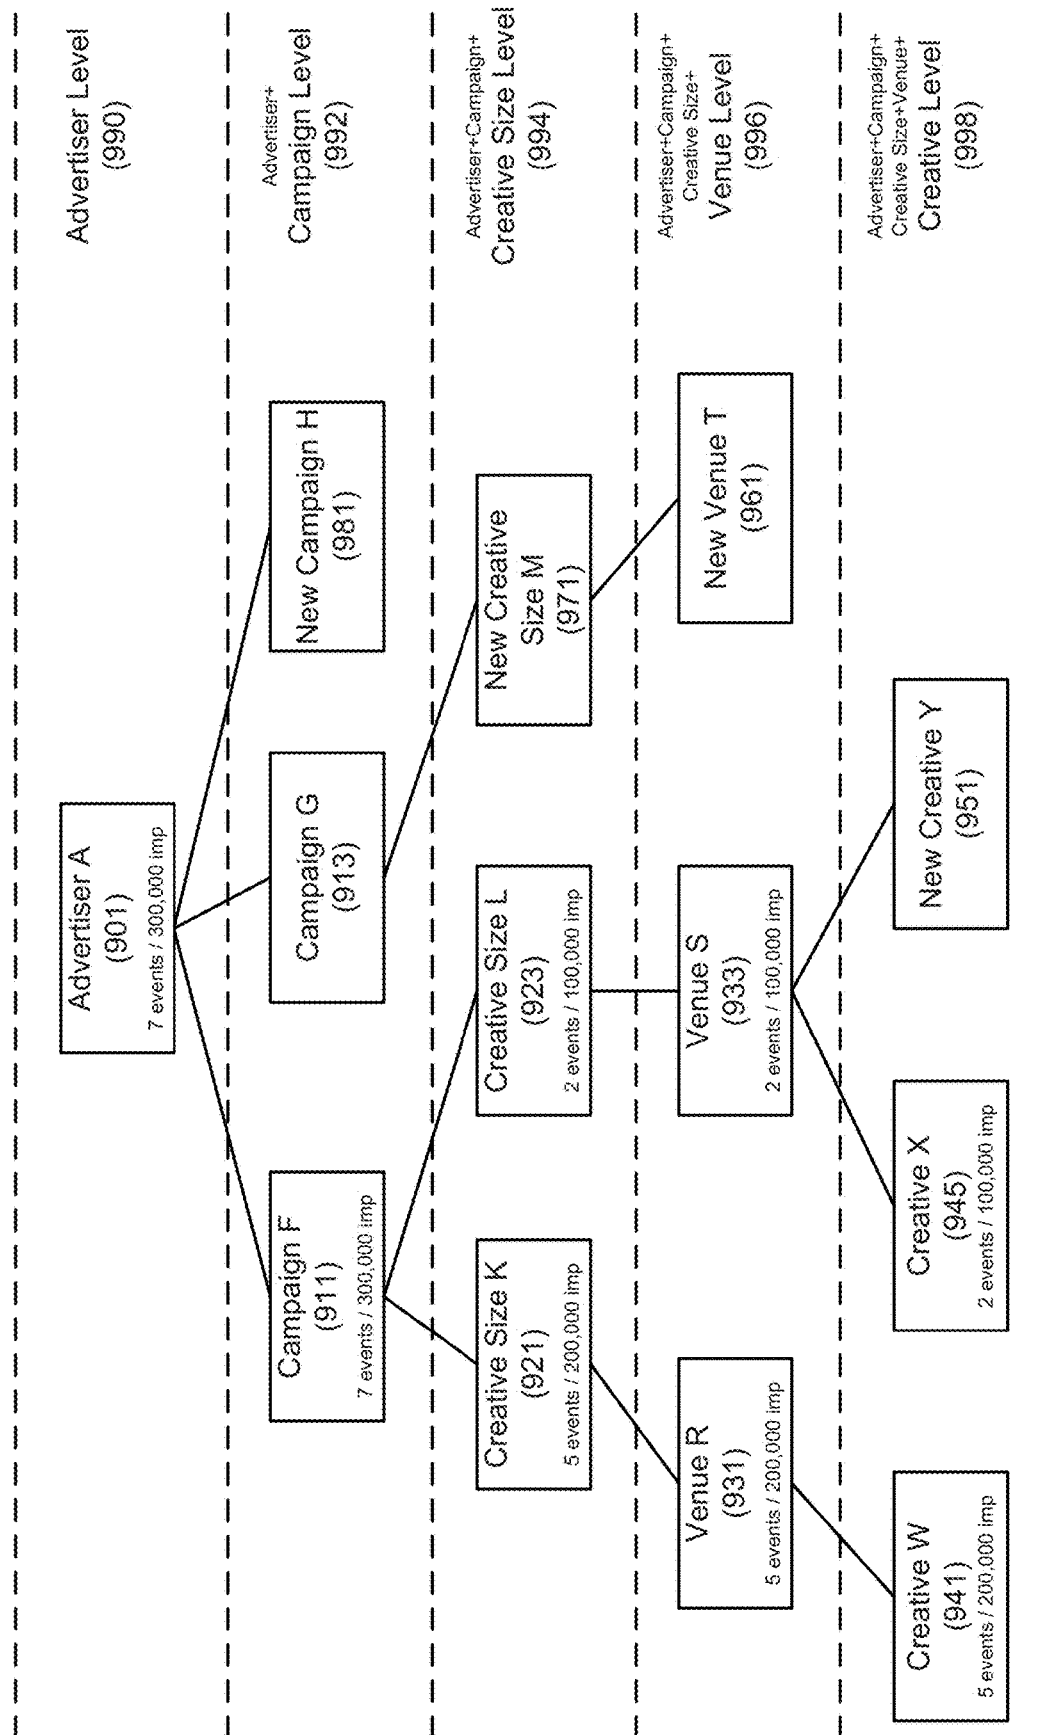 Advertiser A
(901)
7 events / 300,000 imp
Advertiser Level
(990)
Campaign F
(911)
7 events / 300,000 imp
Campaign G
(913)
New Campaign H
(981)
Advertiser+
Campaign Level
(992)
Creative Size K
(921)
5 events / 200,000 imp
Creative Size L
(923)
2 events / 100,000 imp
New Creative
Size M
(971)
Advertiser+Campaign+
Creative Size Level
(994)
Venue R
(931)
5 events / 200,000 imp
Venue S
(933)
2 events / 100,000 imp
New Venue T
(961)
Advertiser+Campaign+
Creative Size+
Venue Level
(996)
Creative W
(941)
5 events / 200,000 imp
Creative X
(945)
2 events / 100,000 imp
New Creative Y
(951)
Advertiser+Campaign+
Creative Size+Venue+
Creative Level
(998)